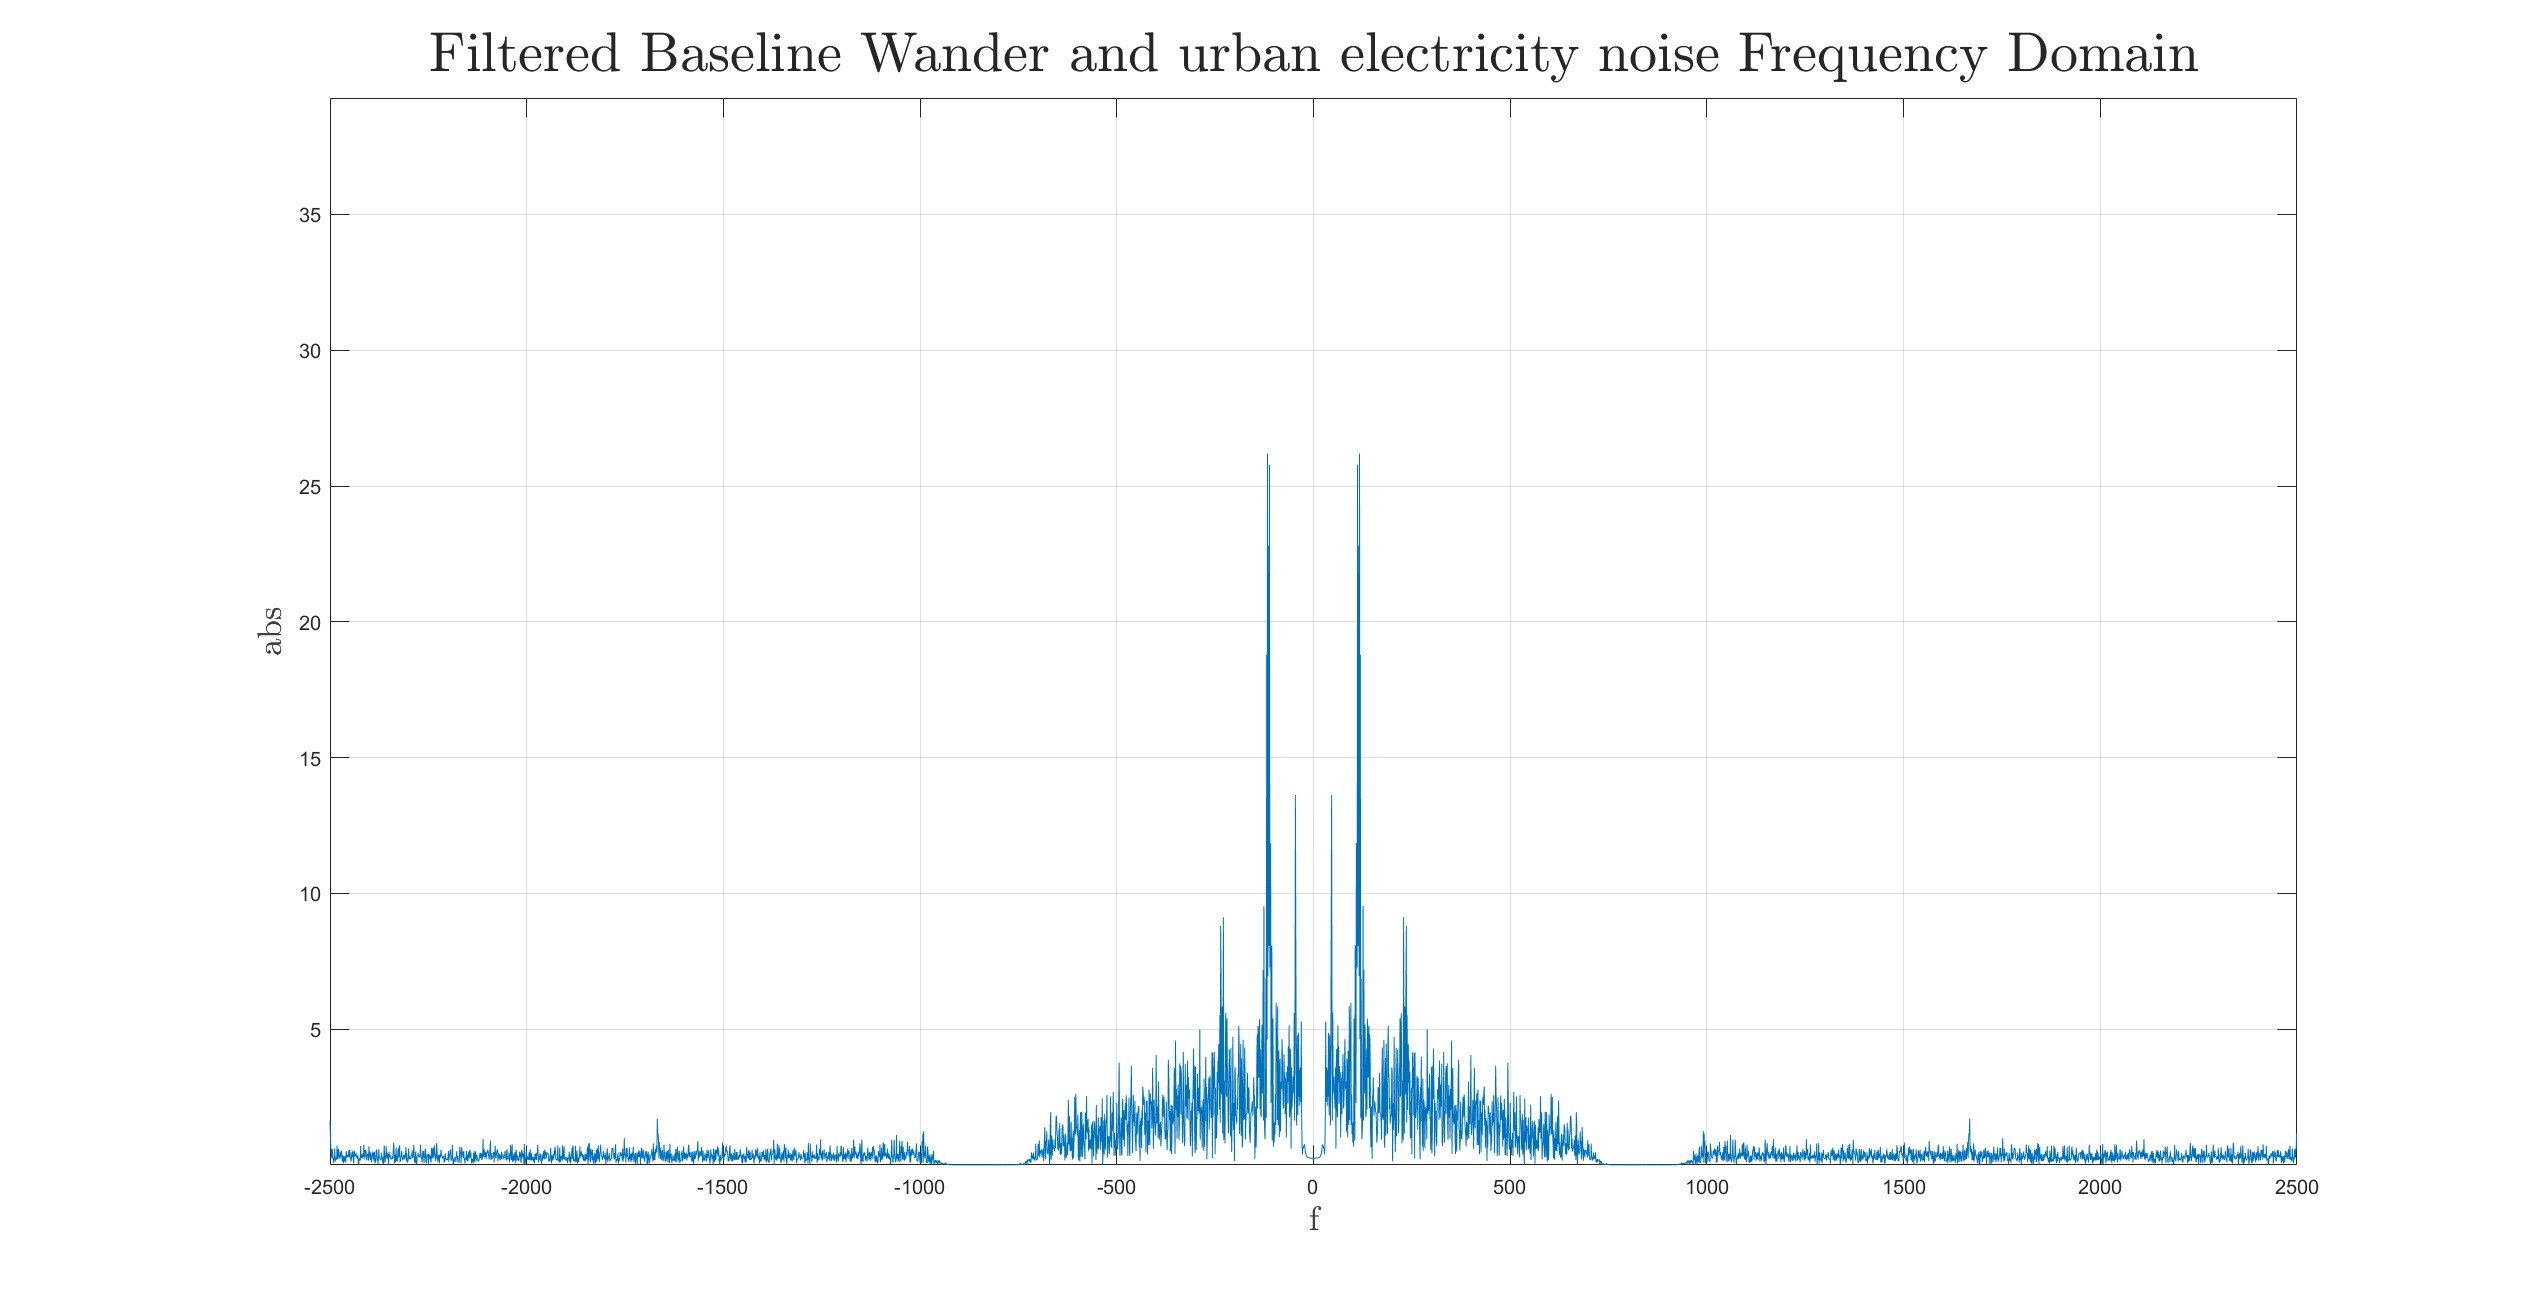 Filtered Baseline Wander and urban electricity noise Frequency Domain
35
30
25
20
15
10
5
abs
-2500 -2000 -1500 -1000 -500 0 500 1000 1500 2000 2500
f